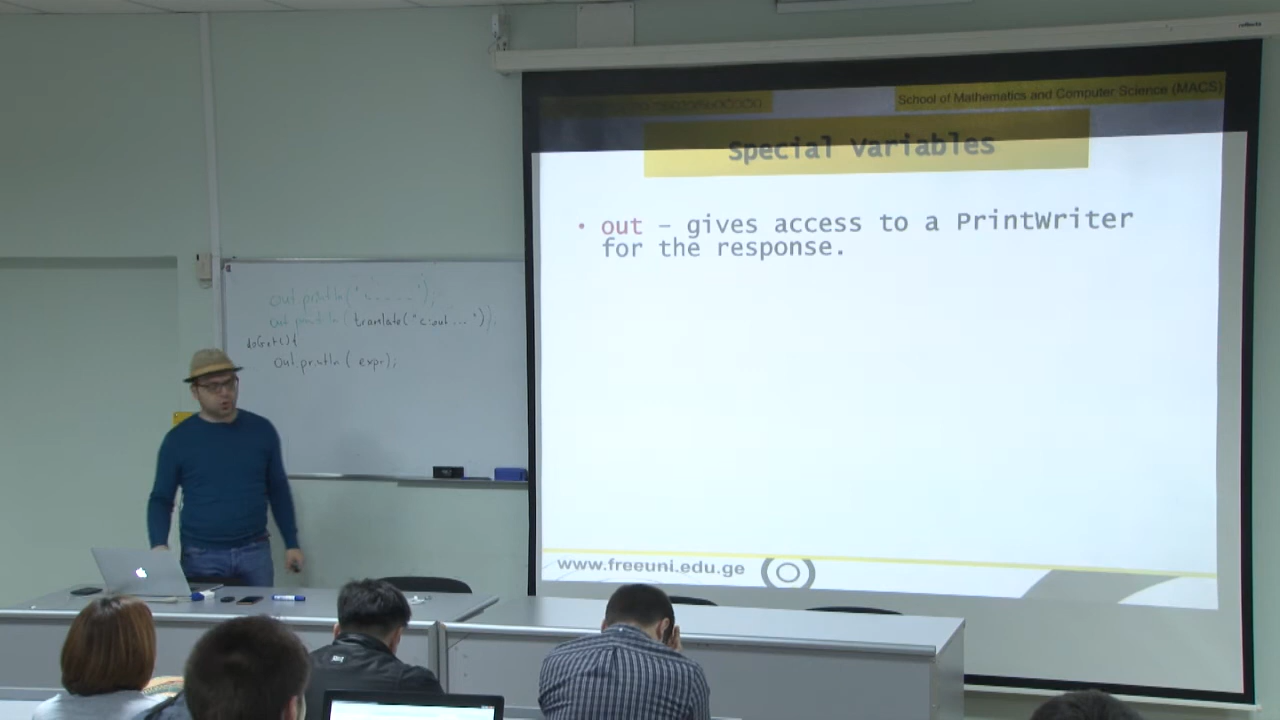 School of Mathematics and Computer Science (MACS)
Special Variables
• out – gives access to a PrintWriter
for the response.
www.freeuni.edu.ge
out.println("
out.println( translate("c:out ... "));
doGet(){
out.println( expr);